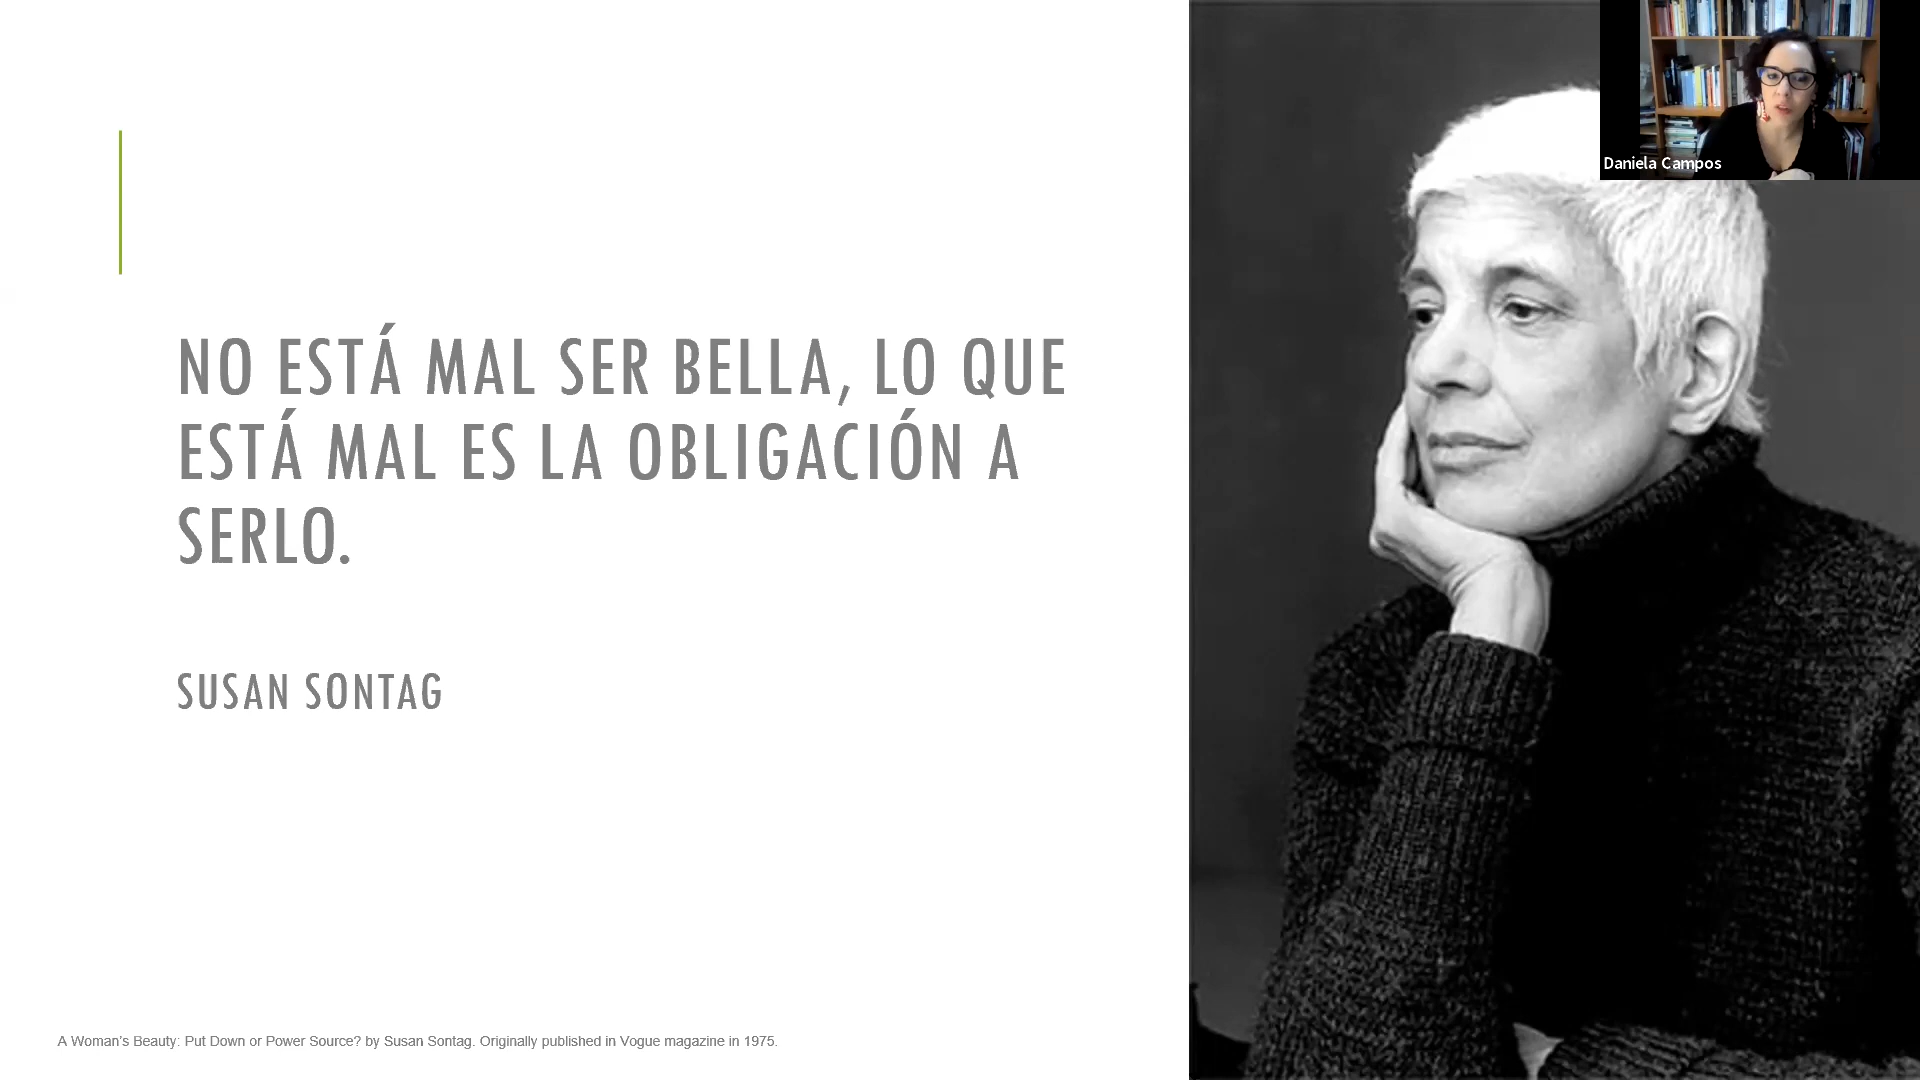 Daniela Campos
NO ESTÁ MAL SER BELLA, LO QUE
ESTÁ MAL ES LA OBLIGACIÓN A
SERLO.
SUSAN SONTAG
A Woman's Beauty: Put Down or Power Source? by Susan Sontag. Originally published in Vogue magazine in 1975.